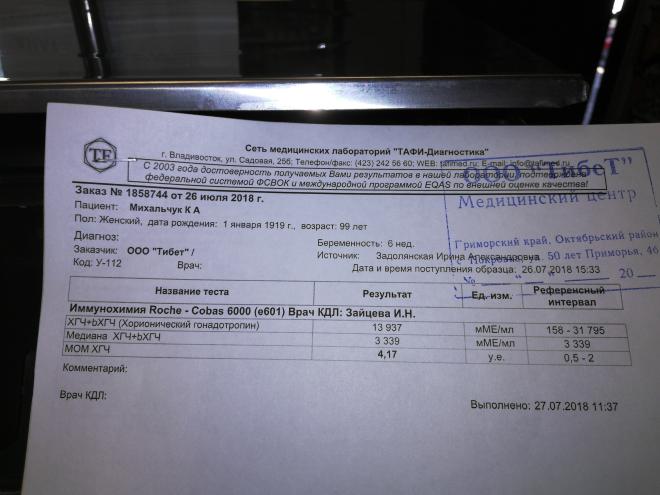 TF
Сеть медицинских лабораторий "ТАФИ-Диагностика"
г. Владивосток, ул. Садовая, 25б; Телефон/факс: (423) 242 56 60; WEB: tafimed.ru; E-mail: info@tafimed.ru
С 2003 года достоверность получаемых Вами результатов в нашей лаборатории, подтверждено
федеральной системой ФСВОК и международной программой EQAS по внешней оценке качества!
ООО "Тибет"
Медицинский центр
Приморский край, Октябрьский район
с. Покровка, ул. 50 лет Приморья, 46
№ " " 20
Заказ № 1858744 от 26 июля 2018 г.
Пациент: Михальчук К А
Пол: Женский, дата рождения: 1 января 1919 г., возраст: 99 лет
Диагноз: Беременность: 6 нед.
Заказчик: ООО "Тибет" / Источник: Задолянская Ирина Александровна
Код: У-112 Врач: Дата и время поступления образца: 26.07.2018 15:33
Название теста Результат Ед. изм. Референсный интервал
Иммунохимия Roche - Cobas 6000 (e601) Врач КДЛ: Зайцева И.Н.
ХГЧ+bХГЧ (Хорионический гонадотропин) 13 937 мМЕ/мл 158 - 31 795
Медиана ХГЧ+bХГЧ 3 339 мМЕ/мл 3 339
МОМ ХГЧ 4,17 у.е. 0,5 - 2
Комментарий:
Врач КДЛ:
Выполнено: 27.07.2018 11:37